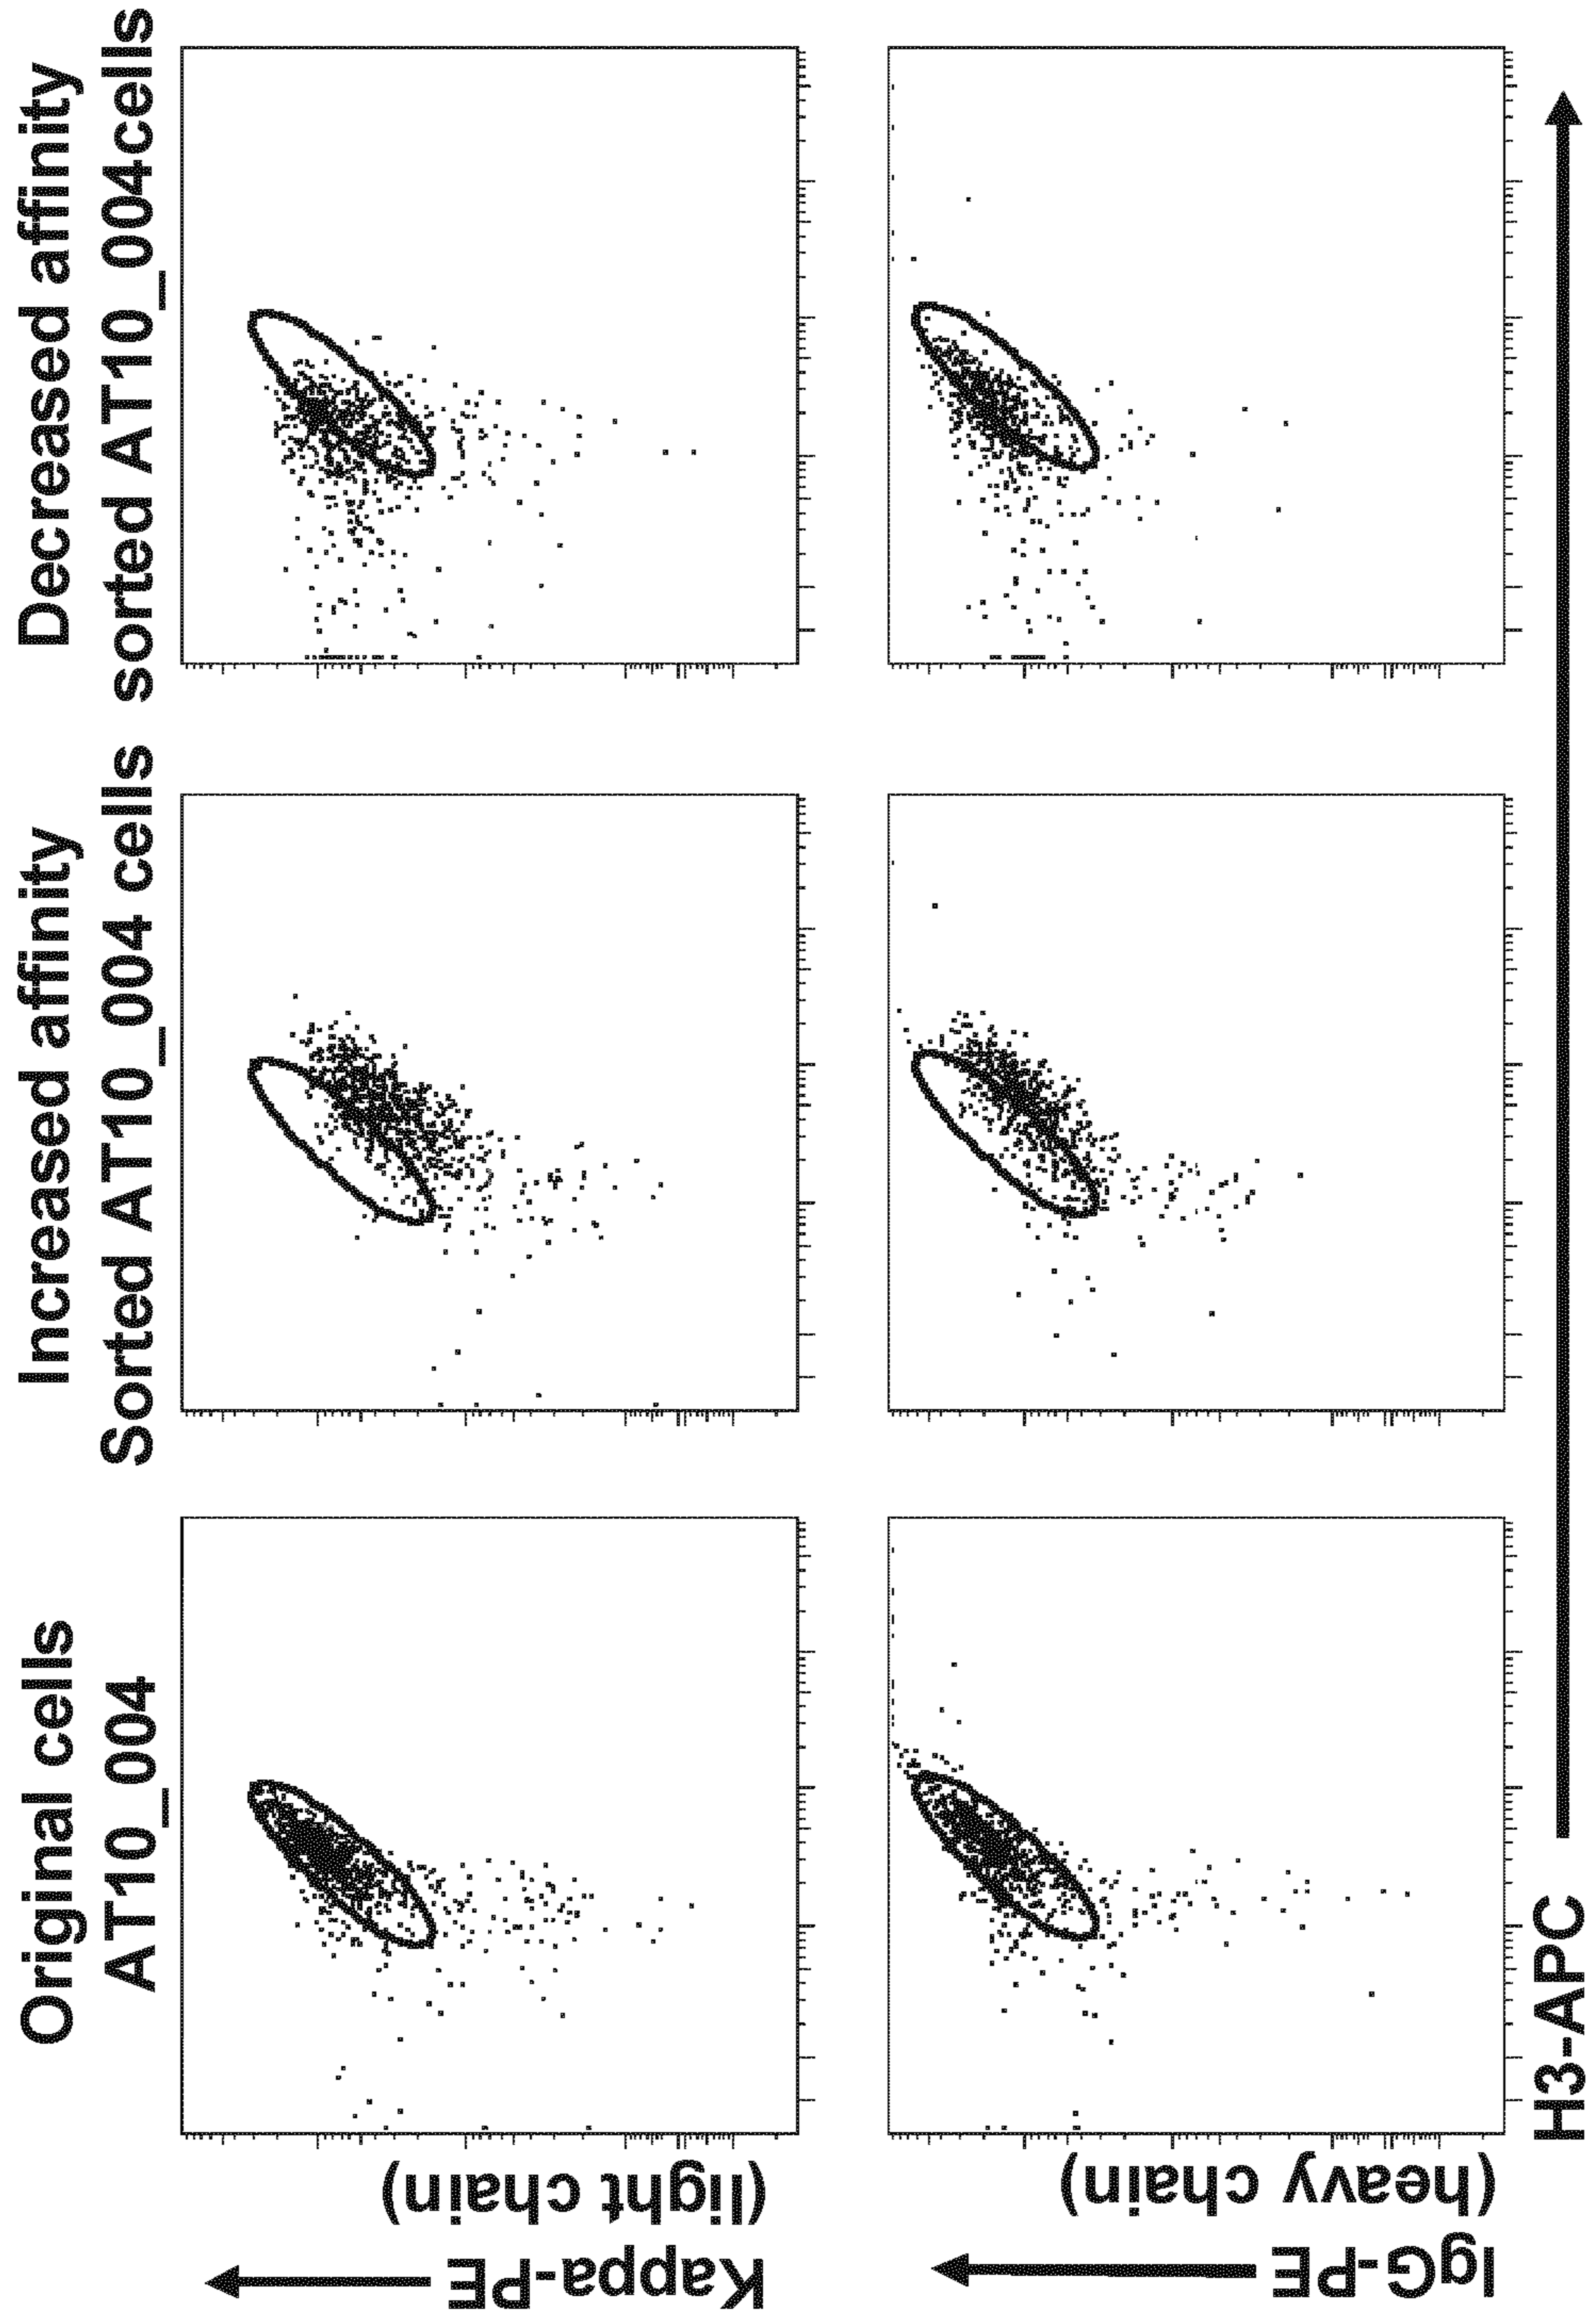 Original cells
AT10_004
Increased affinity
Sorted AT10_004 cells
Decreased affinity
sorted AT10_004cells
Kappa-PE
(light chain)
IgG-PE
(heavy chain)
H3-APC